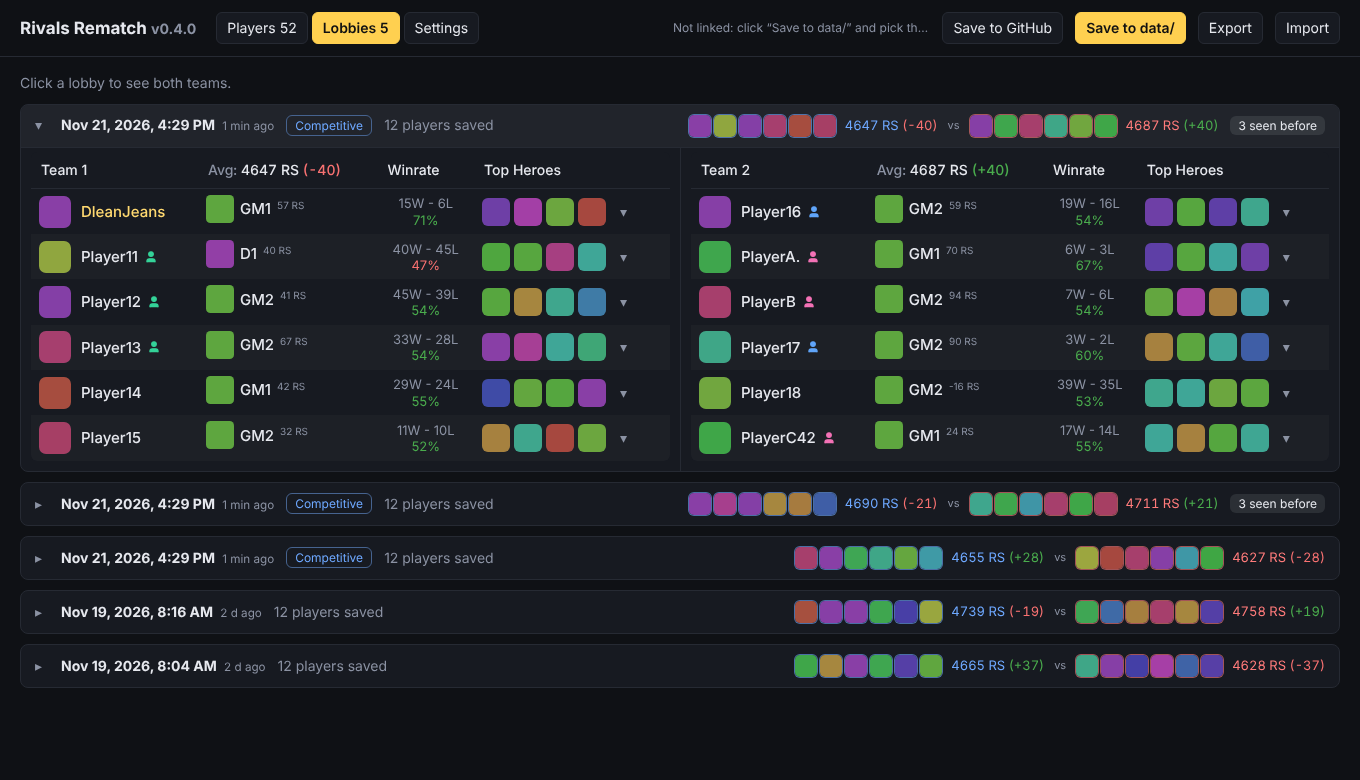 Rivals Rematch v0.4.0 Players 52 Lobbies 5 Settings Not linked: click “Save to data/” and pick th... Save to GitHub Save to data/ Export Import
Click a lobby to see both teams.
▼ Nov 21, 2026, 4:29 PM 1 min ago Competitive 12 players saved 4647 RS (-40) vs 4687 RS (+40) 3 seen before
Team 1 Avg: 4647 RS (-40) Winrate Top Heroes
DleanJeans GM1 57 RS 15W - 6L 71% ▼
Player11 D1 40 RS 40W - 45L 47% ▼
Player12 GM2 41 RS 45W - 39L 54% ▼
Player13 GM2 67 RS 33W - 28L 54% ▼
Player14 GM1 42 RS 29W - 24L 55% ▼
Player15 GM2 32 RS 11W - 10L 52% ▼
Team 2 Avg: 4687 RS (+40) Winrate Top Heroes
Player16 GM2 59 RS 19W - 16L 54% ▼
PlayerA. GM1 70 RS 6W - 3L 67% ▼
PlayerB GM2 94 RS 7W - 6L 54% ▼
Player17 GM2 90 RS 3W - 2L 60% ▼
Player18 GM2 -16 RS 39W - 35L 53% ▼
PlayerC42 GM1 24 RS 17W - 14L 55% ▼
► Nov 21, 2026, 4:29 PM 1 min ago Competitive 12 players saved 4690 RS (-21) vs 4711 RS (+21) 3 seen before
► Nov 21, 2026, 4:29 PM 1 min ago Competitive 12 players saved 4655 RS (+28) vs 4627 RS (-28)
► Nov 19, 2026, 8:16 AM 2 d ago 12 players saved 4739 RS (-19) vs 4758 RS (+19)
► Nov 19, 2026, 8:04 AM 2 d ago 12 players saved 4665 RS (+37) vs 4628 RS (-37)